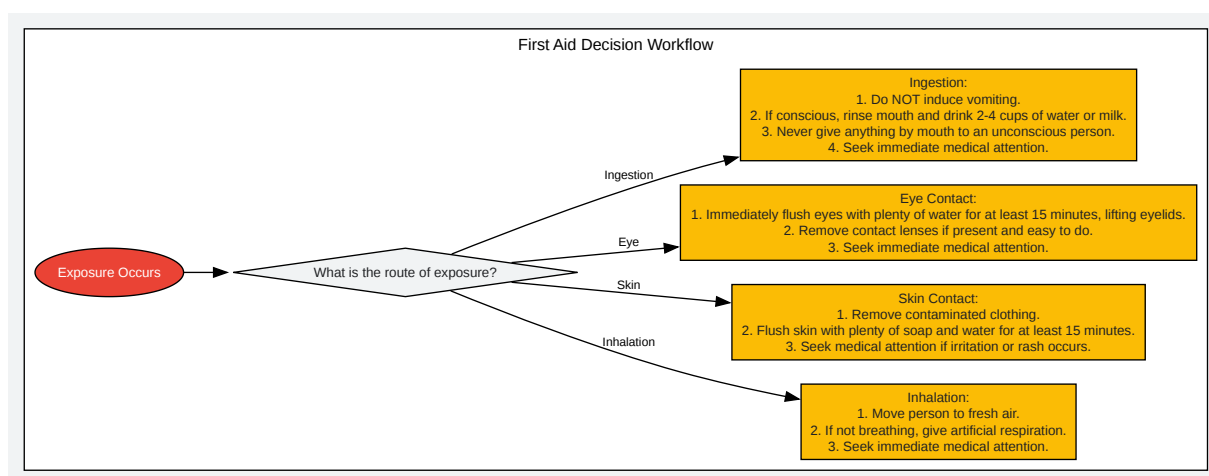 First Aid Decision Workflow
Ingestion:
1. Do NOT induce vomiting.
2. If conscious, rinse mouth and drink 2-4 cups of water or milk.
3. Never give anything by mouth to an unconscious person.
4. Seek immediate medical attention.
Ingestion
Eye Contact:
1. Immediately flush eyes with plenty of water for at least 15 minutes, lifting eyelids.
2. Remove contact lenses if present and easy to do.
3. Seek immediate medical attention.
Eye
Exposure Occurs
What is the route of exposure?
Skin
Skin Contact:
1. Remove contaminated clothing.
2. Flush skin with plenty of soap and water for at least 15 minutes.
3. Seek medical attention if irritation or rash occurs.
Inhalation
Inhalation:
1. Move person to fresh air.
2. If not breathing, give artificial respiration.
3. Seek immediate medical attention.